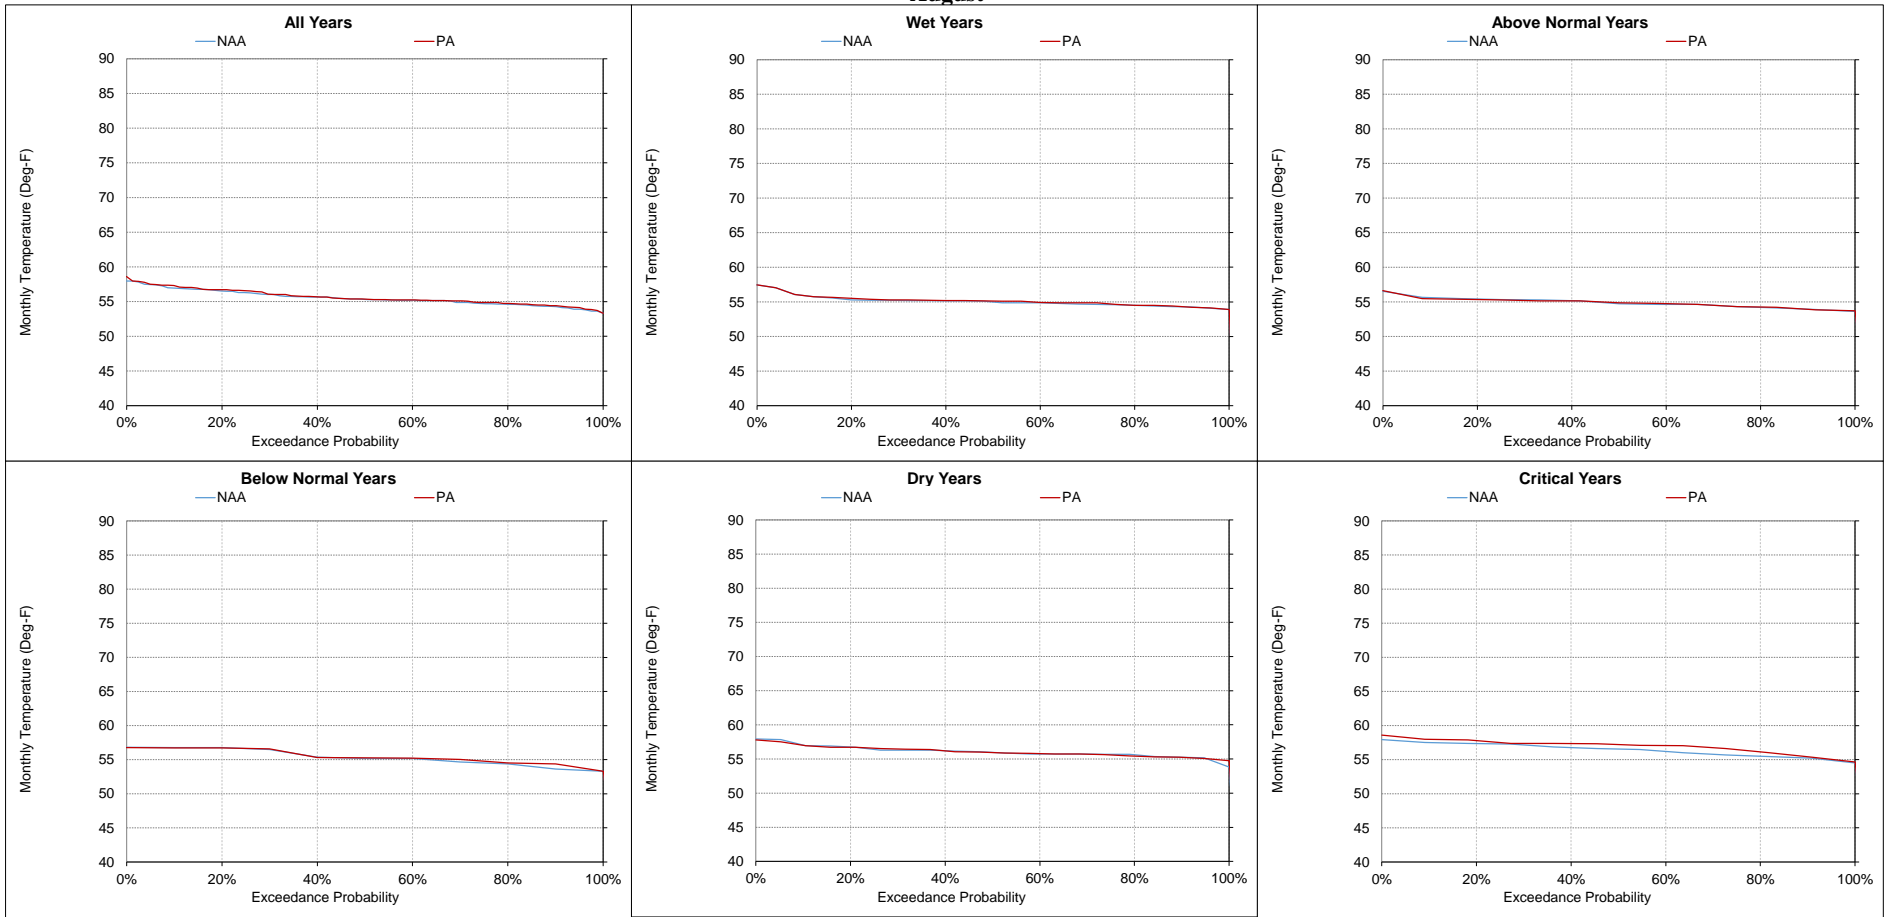 August
All Years
NAA PA
90
85
80
75
70
65
60
55
50
45
40
0% 20% 40% 60% 80% 100%
Monthly Temperature (Deg-F)
Exceedance Probability
Wet Years
NAA PA
90
85
80
75
70
65
60
55
50
45
40
0% 20% 40% 60% 80% 100%
Monthly Temperature (Deg-F)
Exceedance Probability
Above Normal Years
NAA PA
90
85
80
75
70
65
60
55
50
45
40
0% 20% 40% 60% 80% 100%
Monthly Temperature (Deg-F)
Exceedance Probability
Below Normal Years
NAA PA
90
85
80
75
70
65
60
55
50
45
40
0% 20% 40% 60% 80% 100%
Monthly Temperature (Deg-F)
Exceedance Probability
Dry Years
NAA PA
90
85
80
75
70
65
60
55
50
45
40
0% 20% 40% 60% 80% 100%
Monthly Temperature (Deg-F)
Exceedance Probability
Critical Years
NAA PA
90
85
80
75
70
65
60
55
50
45
40
0% 20% 40% 60% 80% 100%
Monthly Temperature (Deg-F)
Exceedance Probability